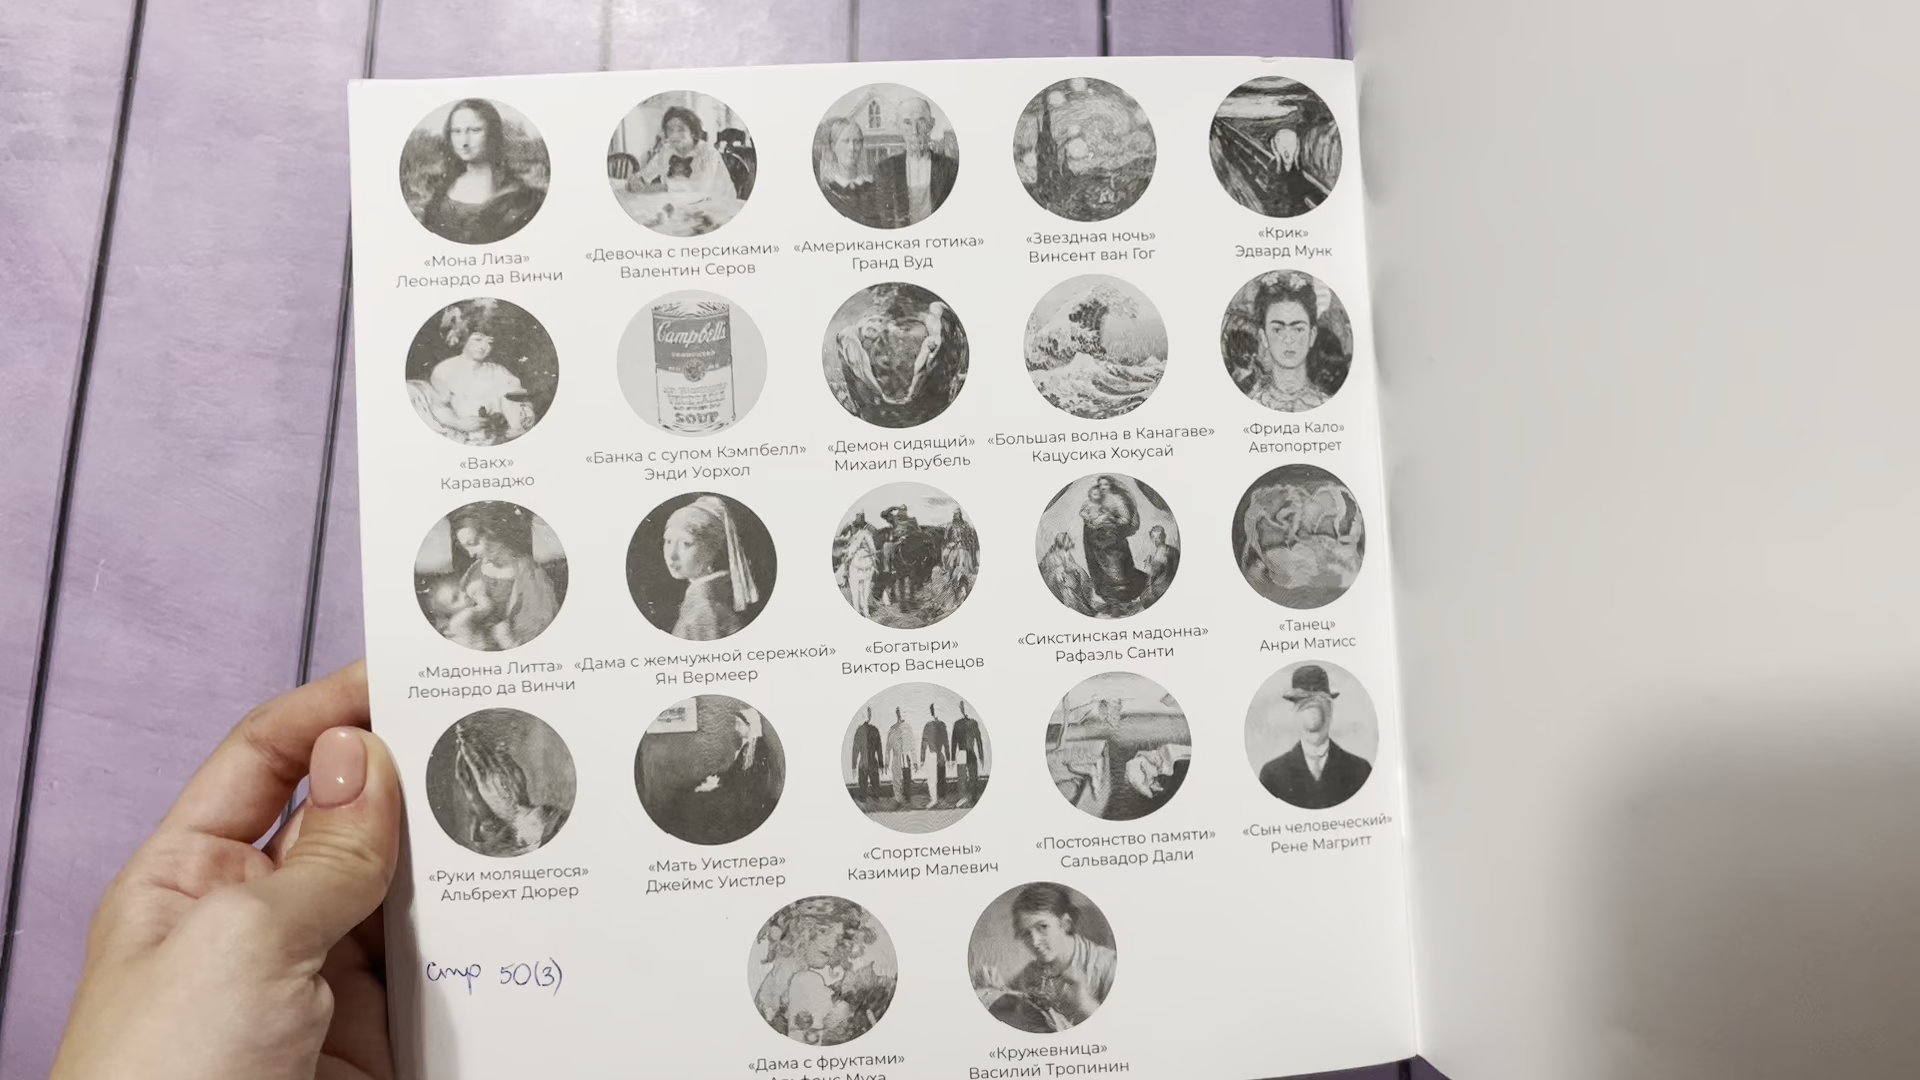 «Мона Лиза»
Леонардо да Винчи
«Девочка с персиками»
Валентин Серов
«Американская готика»
Гранд Вуд
«Звездная ночь»
Винсент ван Гог
«Крик»
Эдвард Мунк
«Вакх»
Караваджо
Campbell's
VEGETABLE
SOUP
«Банка с супом Кэмпбелл»
Энди Уорхол
«Демон сидящий»
Михаил Врубель
«Большая волна в Канагаве»
Кацусика Хокусай
«Фрида Кало»
Автопортрет
«Мадонна Литта»
Леонардо да Винчи
«Дама с жемчужной сережкой»
Ян Вермеер
«Богатыри»
Виктор Васнецов
«Сикстинская мадонна»
Рафаэль Санти
«Танец»
Анри Матисс
«Руки молящегося»
Альбрехт Дюрер
«Мать Уистлера»
Джеймс Уистлер
«Спортсмены»
Казимир Малевич
«Постоянство памяти»
Сальвадор Дали
«Сын человеческий»
Рене Магритт
стр 50(3)
«Дама с фруктами»
Альфонс Муха
«Кружевница»
Василий Тропинин